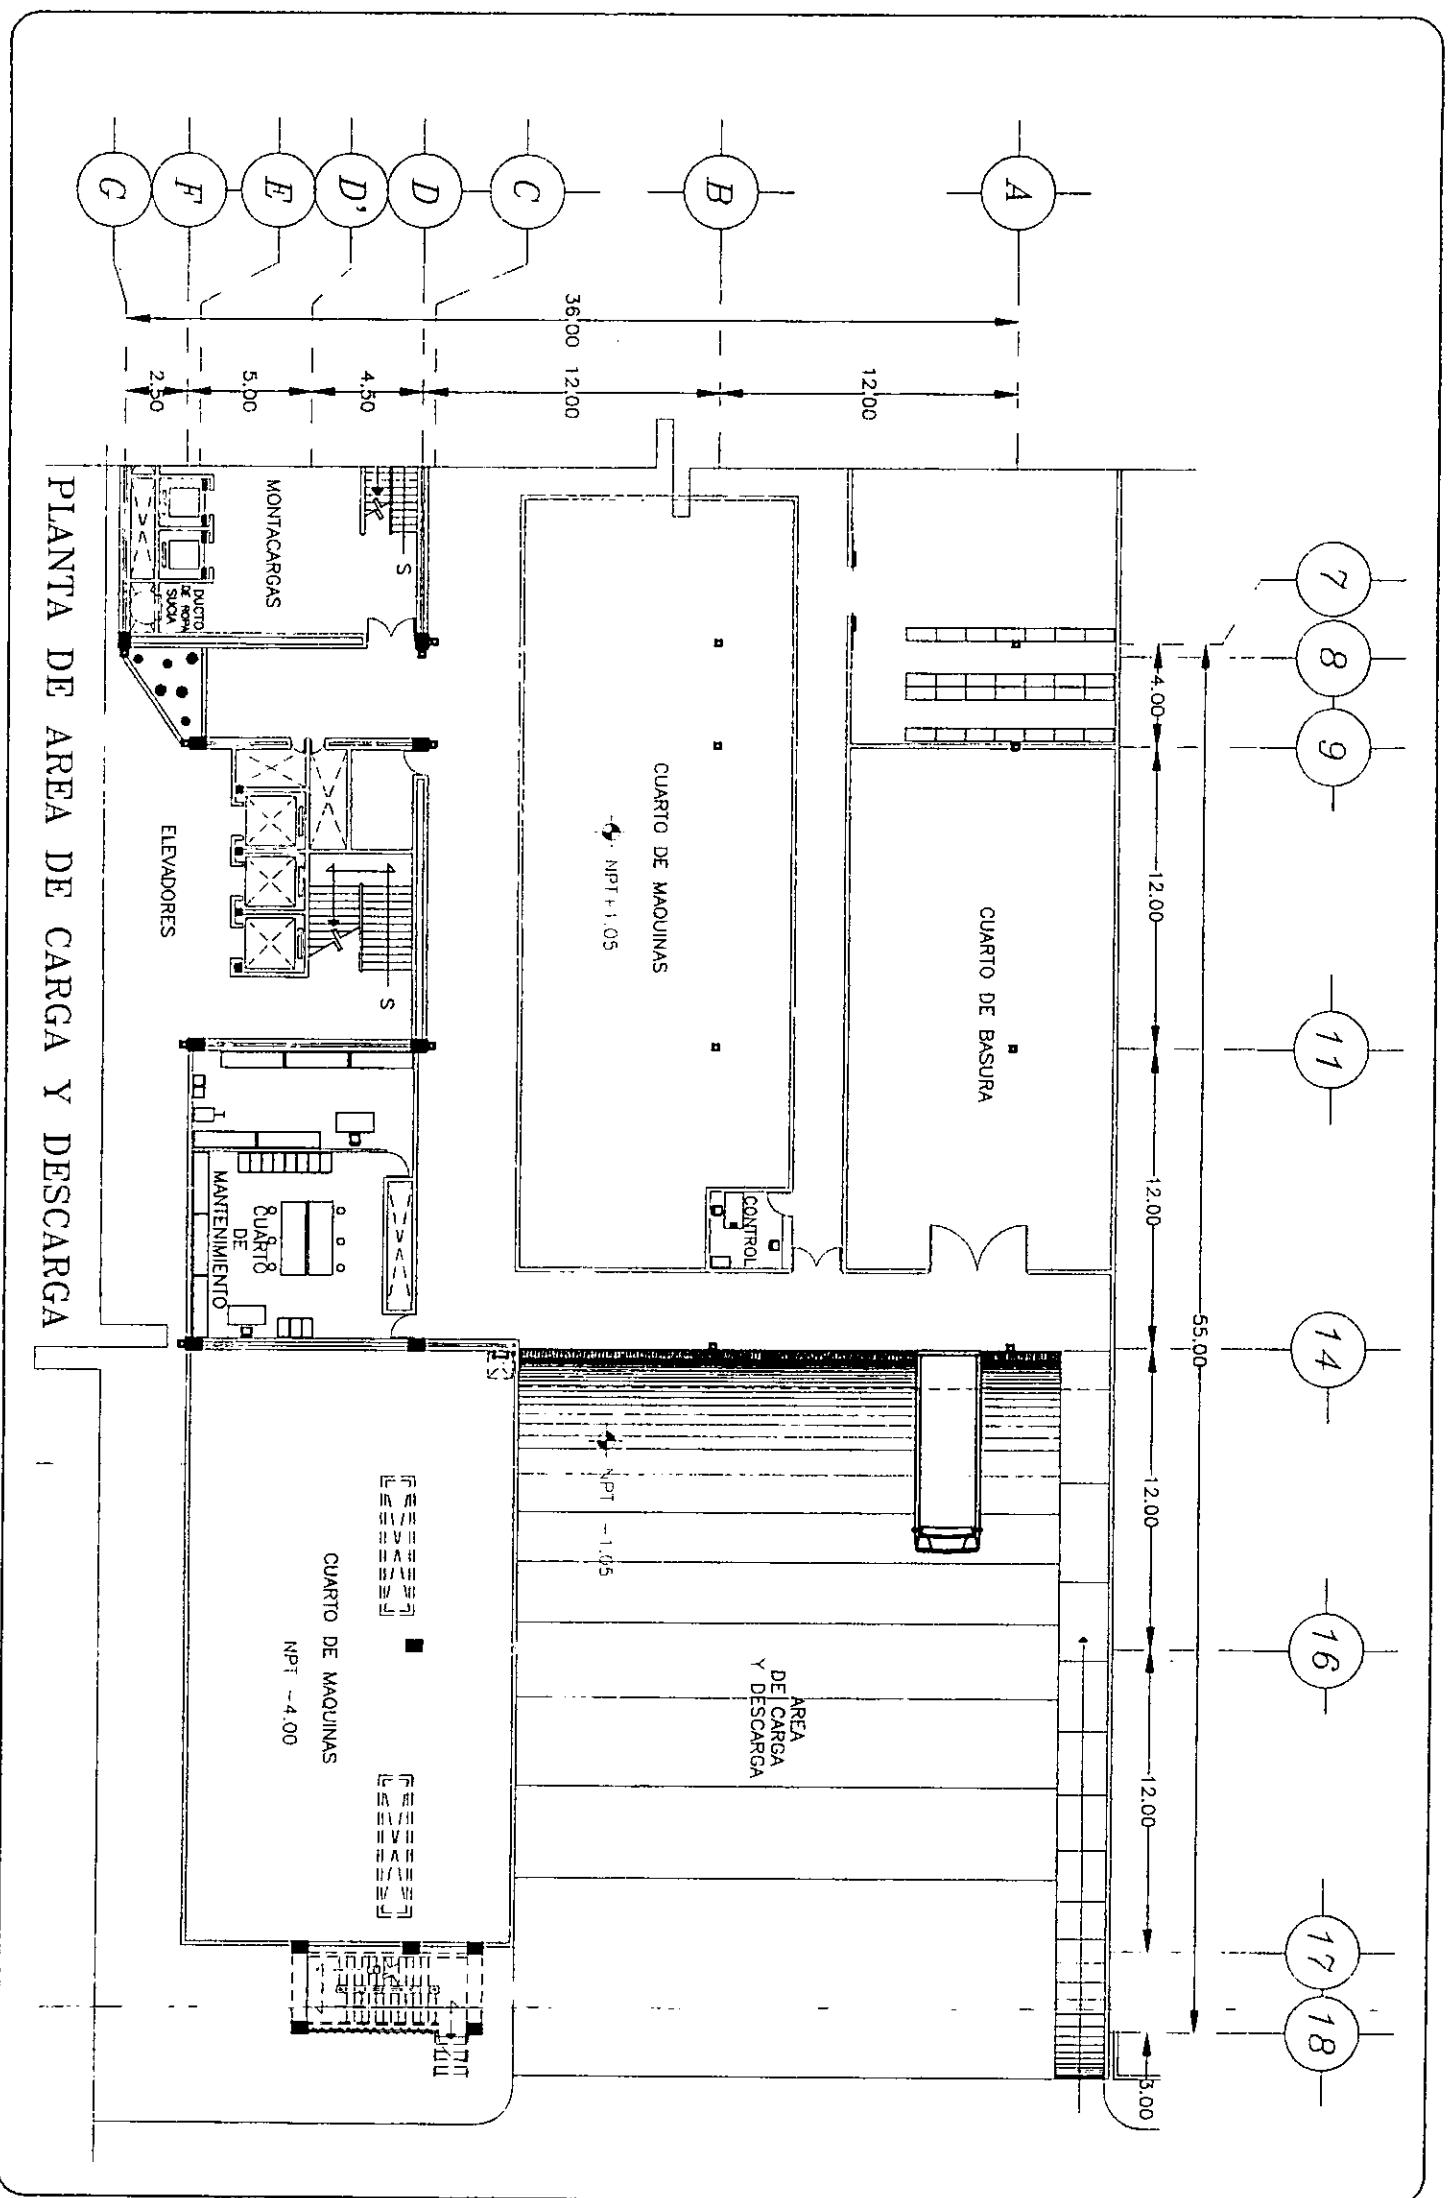 7
8
9
11
14
16
17
18
A
B
C
D
D'
E
F
G
55.00
4.00
12.00
12.00
12.00
12.00
3.00
36.00
12.00
12.00
4.50
5.00
2.50
CUARTO DE BASURA
CUARTO DE MAQUINAS
NPT+1.05
CONTROL
AREA
DE CARGA
Y DESCARGA
NPT -1.05
S
MONTACARGAS
DUCTO
DE ROPA
SUCIA
S
ELEVADORES
CUARTO
DE
MANTENIMIENTO
CUARTO DE MAQUINAS
NPT -4.00
PLANTA DE AREA DE CARGA Y DESCARGA